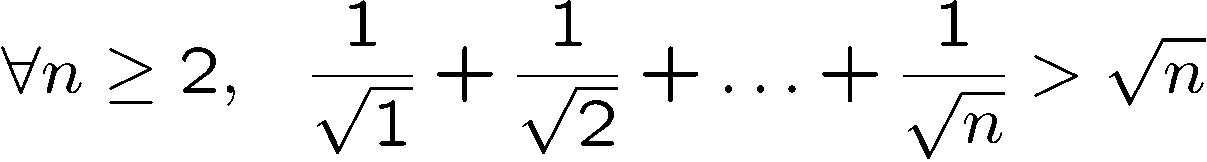 ∀n ≥ 2, 1/√1 + 1/√2 + … + 1/√n > √n